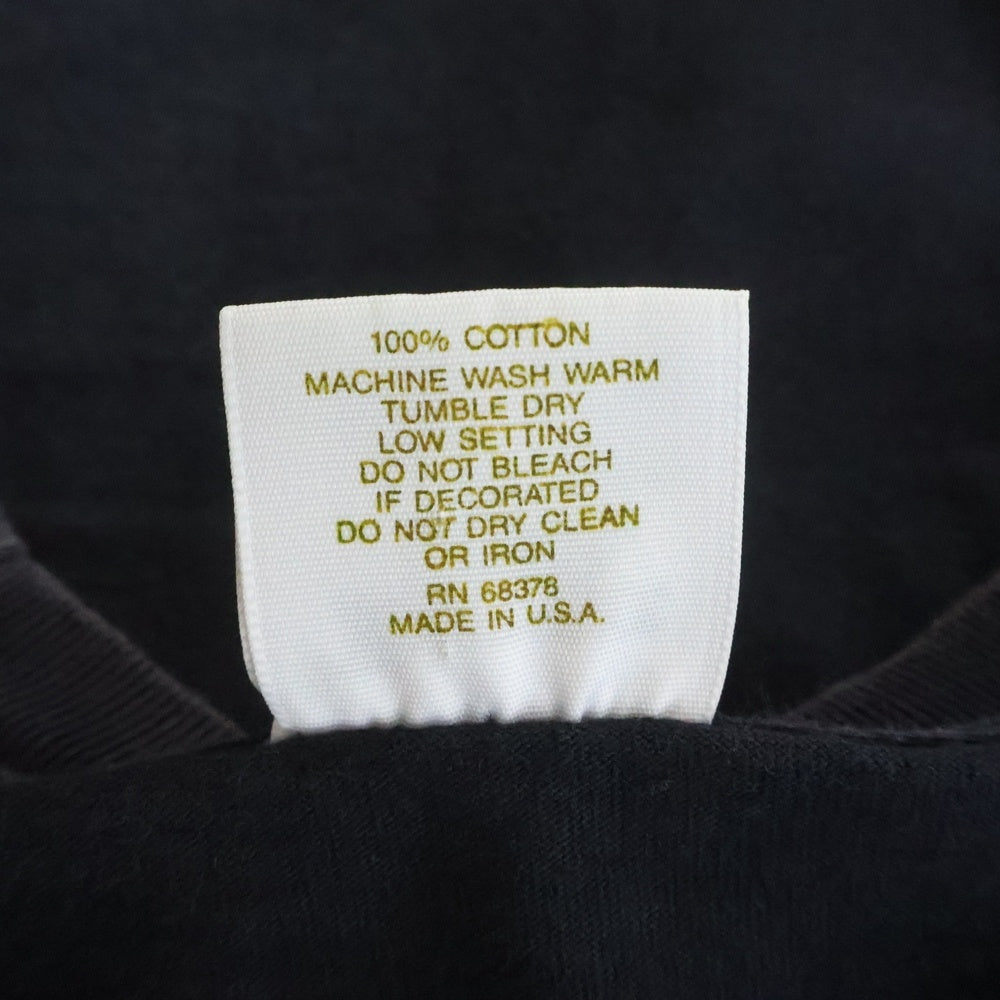 100% COTTON
MACHINE WASH WARM
TUMBLE DRY
LOW SETTING
DO NOT BLEACH
IF DECORATED
DO NOT DRY CLEAN
OR IRON
RN 68378
MADE IN U.S.A.